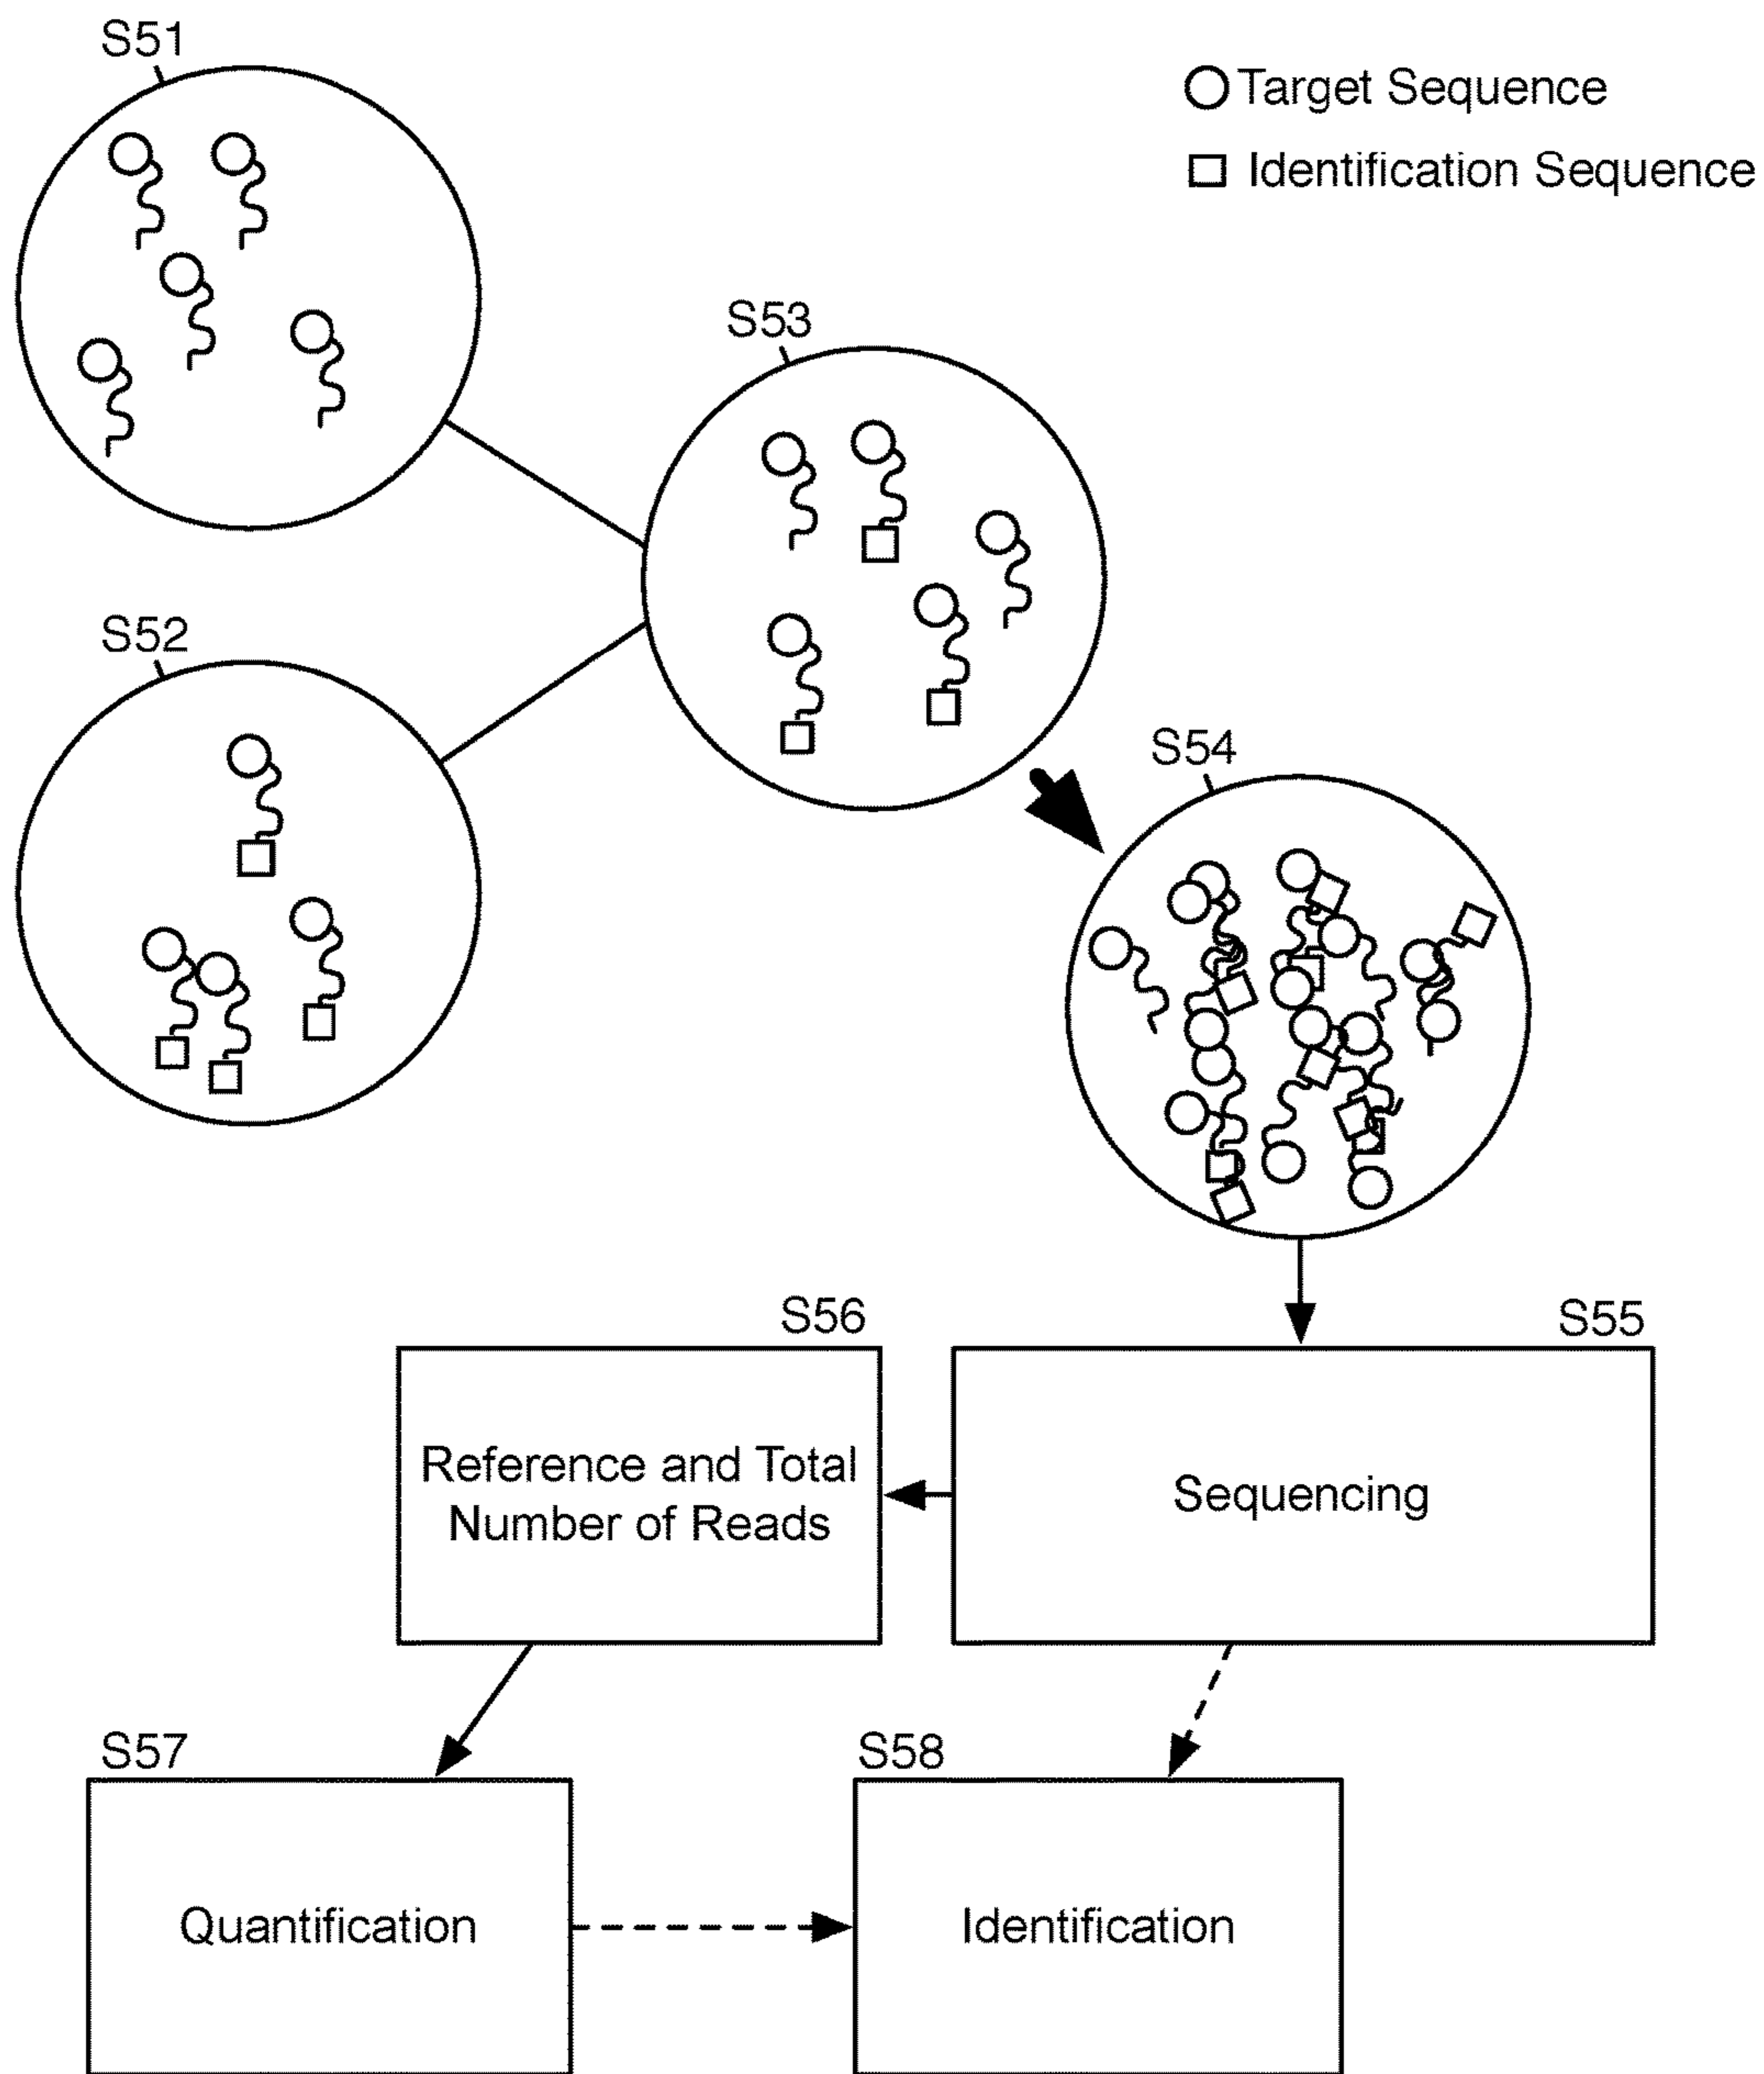 S51
Target Sequence
Identification Sequence
S53
S52
S54
S56
S55
Reference and Total
Number of Reads
Sequencing
S57
S58
Quantification
Identification